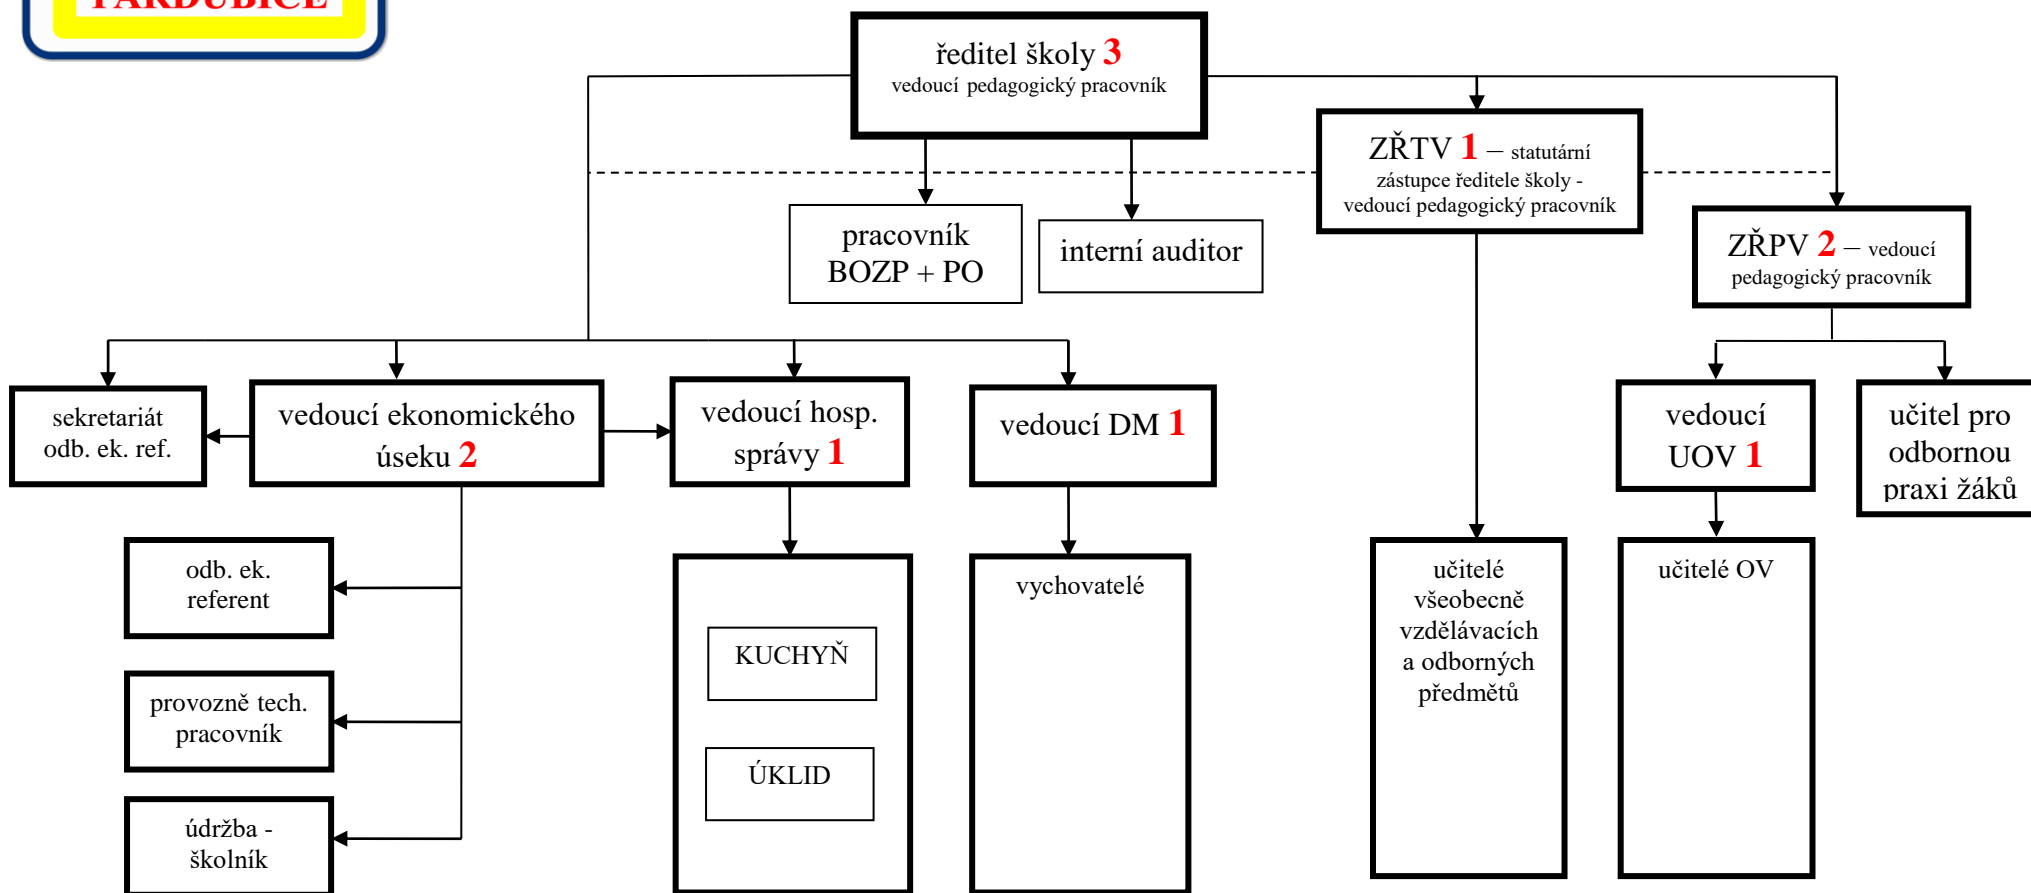 PARDUBICE
ředitel školy 3
vedoucí pedagogický pracovník
ZŘTV 1 – statutární
zástupce ředitele školy -
vedoucí pedagogický pracovník
pracovník
BOZP + PO
interní auditor
ZŘPV 2 – vedoucí
pedagogický pracovník
sekretariát
odb. ek. ref.
vedoucí ekonomického
úseku 2
vedoucí hosp.
správy 1
vedoucí DM 1
vedoucí
UOV 1
učitel pro
odbornou
praxi žáků
odb. ek.
referent
provozně tech.
pracovník
údržba -
školník
KUCHYŇ
ÚKLID
vychovatelé
učitelé
všeobecně
vzdělávacích
a odborných
předmětů
učitelé OV